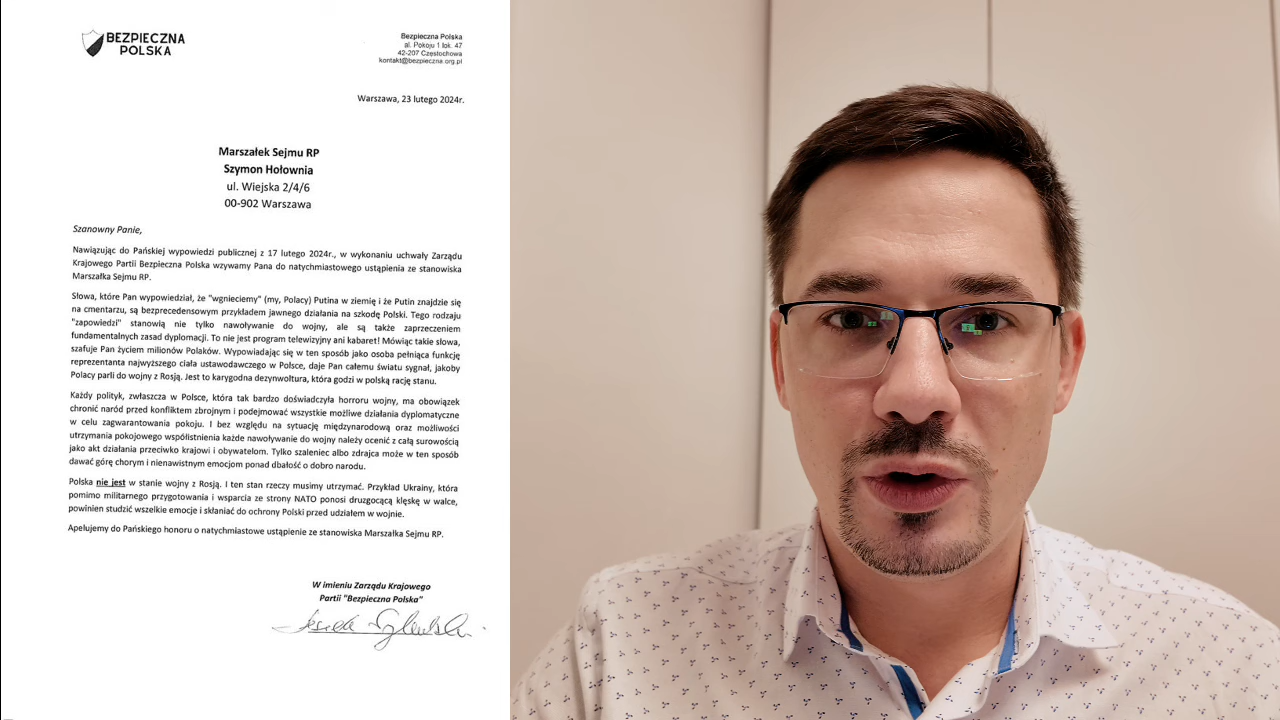 BEZPIECZNA
POLSKA
Bezpieczna Polska
al. Pokoju 1 lok. 47
42-207 Częstochowa
kontakt@bezpieczna.org.pl
Warszawa, 23 lutego 2024r.
Marszałek Sejmu RP
Szymon Hołownia
ul. Wiejska 2/4/6
00-902 Warszawa
Szanowny Panie,
Nawiązując do Pańskiej wypowiedzi publicznej z 17 lutego 2024r., w wykonaniu uchwały Zarządu
Krajowego Partii Bezpieczna Polska wzywamy Pana do natychmiastowego ustąpienia ze stanowiska
Marszałka Sejmu RP.
Słowa, które Pan wypowiedział, że "wgnieciemy" (my, Polacy) Putina w ziemię i że Putin znajdzie się
na cmentarzu, są bezprecedensowym przykładem jawnego działania na szkodę Polski. Tego rodzaju
"zapowiedzi" stanowią nie tylko nawoływanie do wojny, ale są także zaprzeczeniem
fundamentalnych zasad dyplomacji. To nie jest program telewizyjny ani kabaret! Mówiąc takie słowa,
szafuje Pan życiem milionów Polaków. Wypowiadając się w ten sposób jako osoba pełniąca funkcję
reprezentanta najwyższego ciała ustawodawczego w Polsce, daje Pan całemu światu sygnał, jakoby
Polacy parli do wojny z Rosją. Jest to karygodna dezynwoltura, która godzi w polską rację stanu.
Każdy polityk, zwłaszcza w Polsce, która tak bardzo doświadczyła horroru wojny, ma obowiązek
chronić naród przed konfliktem zbrojnym i podejmować wszystkie możliwe działania dyplomatyczne
w celu zagwarantowania pokoju. I bez względu na sytuację międzynarodową oraz możliwości
utrzymania pokojowego współistnienia każde nawoływanie do wojny należy ocenić z całą surowością
jako akt działania przeciwko krajowi i obywatelom. Tylko szaleniec albo zdrajca może w ten sposób
dawać górę chorym i nienawistnym emocjom ponad dbałość o dobro narodu.
Polska nie jest w stanie wojny z Rosją. I ten stan rzeczy musimy utrzymać. Przykład Ukrainy, która
pomimo militarnego przygotowania i wsparcia ze strony NATO ponosi druzgocącą klęskę w walce,
powinien studzić wszelkie emocje i skłaniać do ochrony Polski przed udziałem w wojnie.
Apelujemy do Pańskiego honoru o natychmiastowe ustąpienie ze stanowiska Marszałka Sejmu RP.
W imieniu Zarządu Krajowego
Partii "Bezpieczna Polska"